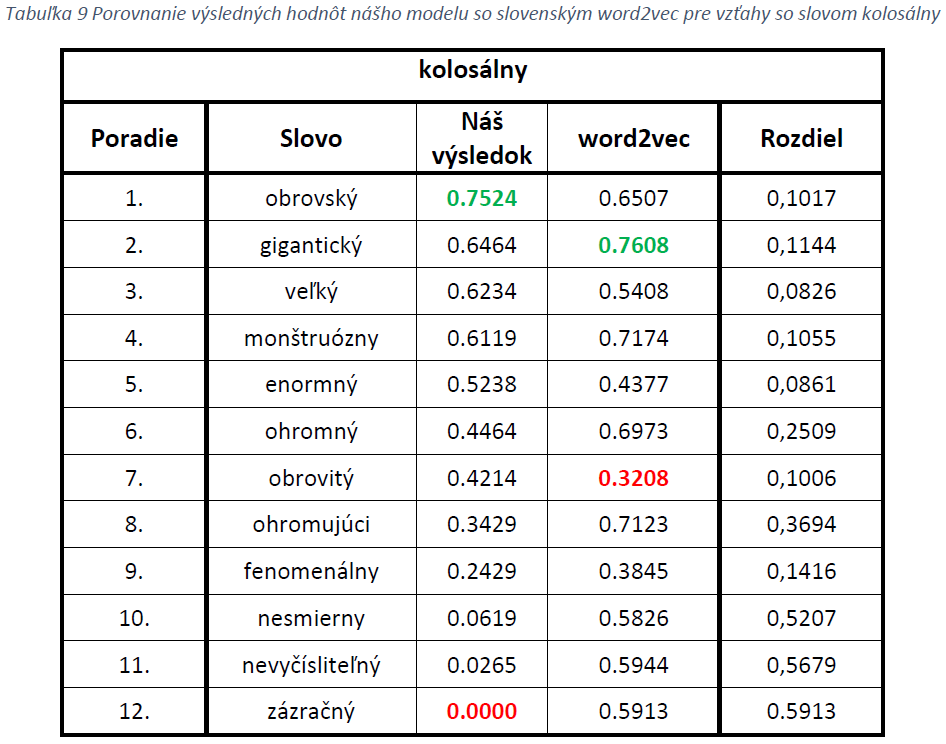 Tabuľka 9 Porovnanie výsledných hodnôt nášho modelu so slovenským word2vec pre vzťahy so slovom kolosálny
kolosálny
Poradie Slovo Náš výsledok word2vec Rozdiel
1. obrovský 0.7524 0.6507 0,1017
2. gigantický 0.6464 0.7608 0,1144
3. veľký 0.6234 0.5408 0,0826
4. monštruózny 0.6119 0.7174 0,1055
5. enormný 0.5238 0.4377 0,0861
6. ohromný 0.4464 0.6973 0,2509
7. obrovitý 0.4214 0.3208 0,1006
8. ohromujúci 0.3429 0.7123 0,3694
9. fenomenálny 0.2429 0.3845 0,1416
10. nesmierny 0.0619 0.5826 0,5207
11. nevyčísliteľný 0.0265 0.5944 0,5679
12. zázračný 0.0000 0.5913 0.5913